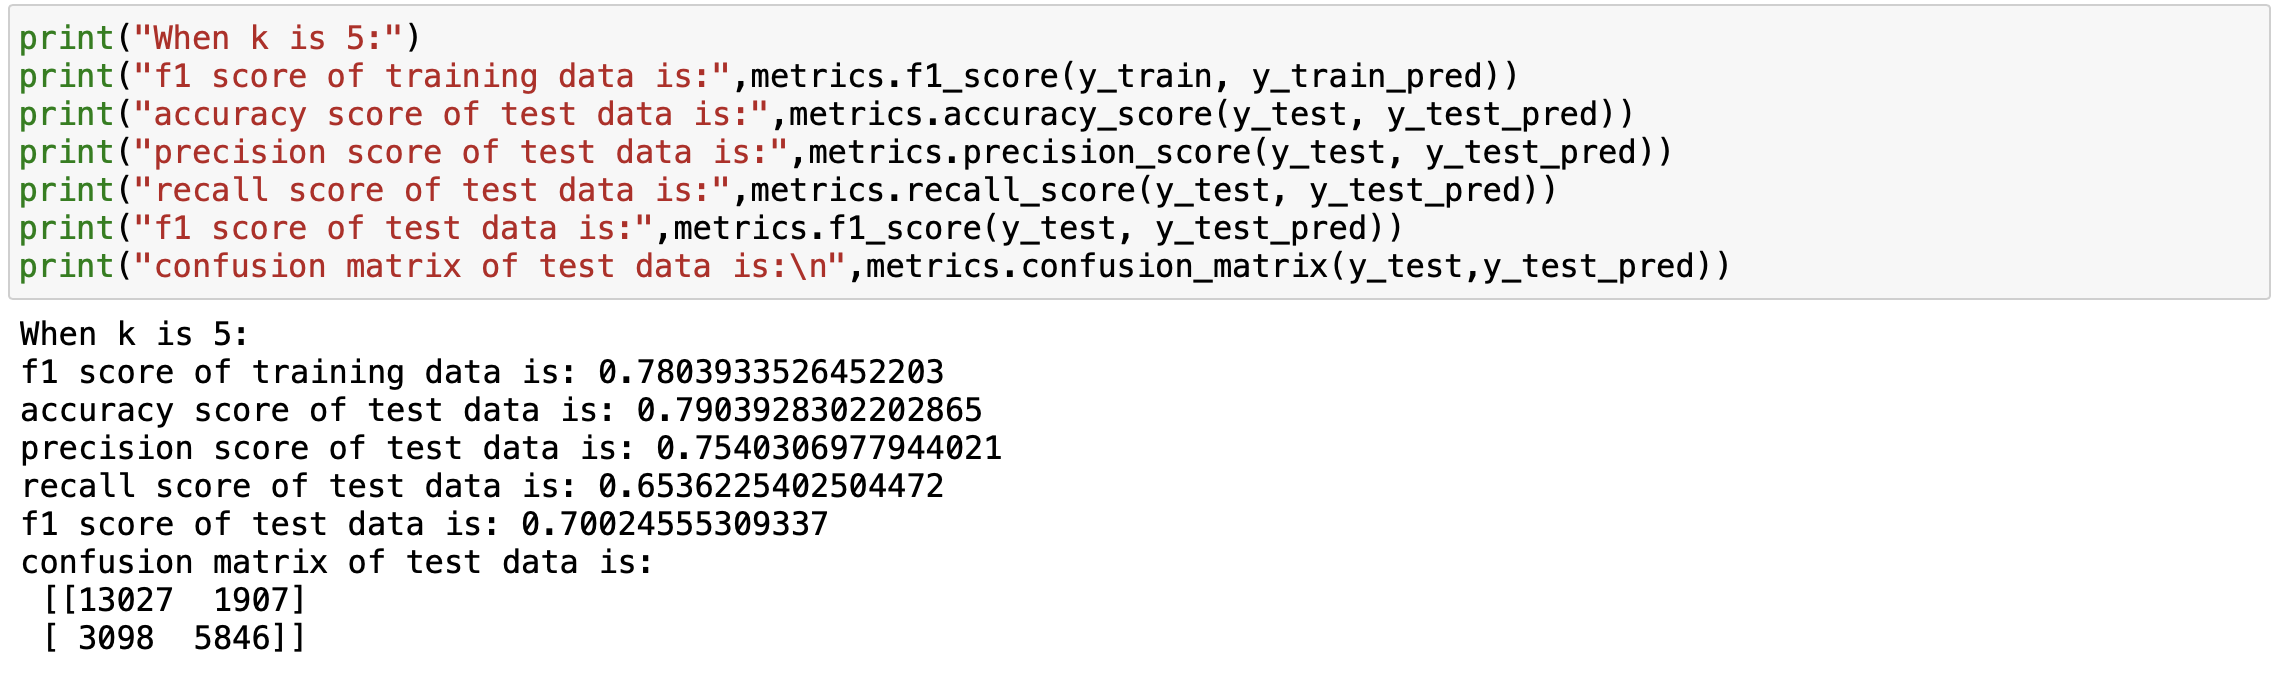 print("When k is 5:")
print("f1 score of training data is:",metrics.f1_score(y_train, y_train_pred))
print("accuracy score of test data is:",metrics.accuracy_score(y_test, y_test_pred))
print("precision score of test data is:",metrics.precision_score(y_test, y_test_pred))
print("recall score of test data is:",metrics.recall_score(y_test, y_test_pred))
print("f1 score of test data is:",metrics.f1_score(y_test, y_test_pred))
print("confusion matrix of test data is:\n",metrics.confusion_matrix(y_test,y_test_pred))
When k is 5:
f1 score of training data is: 0.7803933526452203
accuracy score of test data is: 0.7903928302202865
precision score of test data is: 0.7540306977944021
recall score of test data is: 0.6536225402504472
f1 score of test data is: 0.70024555309337
confusion matrix of test data is:
 [[13027  1907]
 [ 3098  5846]]